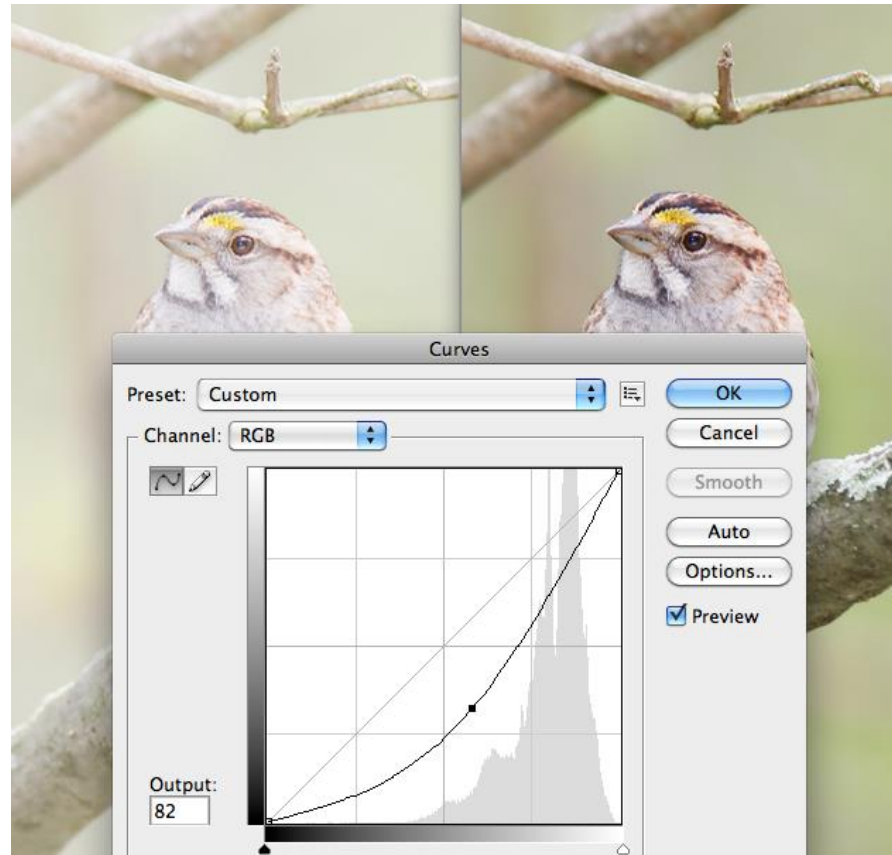 Curves
Preset: Custom
OK
Channel: RGB
Cancel
Smooth
Auto
Options...
Preview
Output:
82